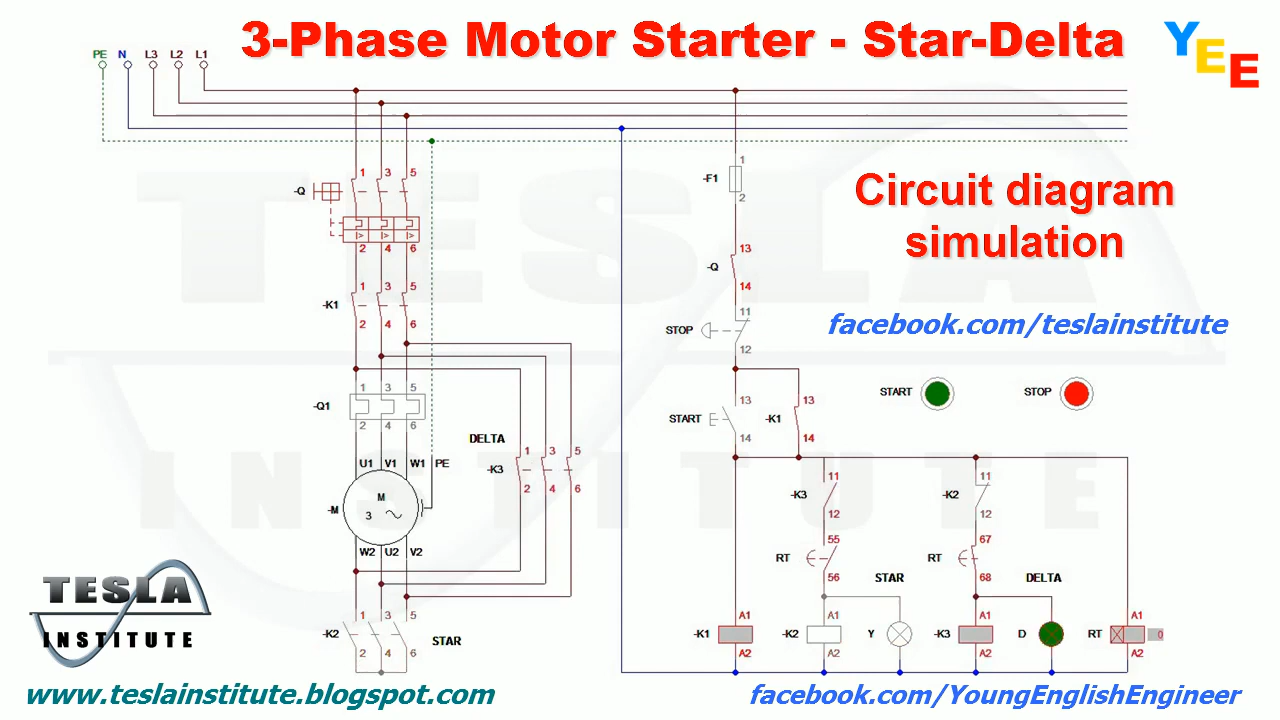 3-Phase Motor Starter - Star-Delta
YEE
PE N L3 L2 L1
Circuit diagram
simulation
facebook.com/teslainstitute
-Q
1 3 5
I> I> I>
2 4 6
-K1
1 3 5
2 4 6
-Q1
1 3 5
2 4 6
U1 V1 W1 PE
-M
M
3
W2 U2 V2
DELTA
-K3
1 3 5
2 4 6
-K2
1 3 5
2 4 6
STAR
-F1
1
2
-Q
13
14
STOP
11
12
START
13
14
-K1
13
14
START
STOP
-K3
11
12
-K2
11
12
RT
55
56
RT
67
68
STAR
DELTA
-K1
A1
A2
-K2
A1
A2
Y
-K3
A1
A2
D
RT
A1
A2
0
TESLA
INSTITUTE
TESLA
INSTITUTE
www.teslainstitute.blogspot.com
facebook.com/YoungEnglishEngineer